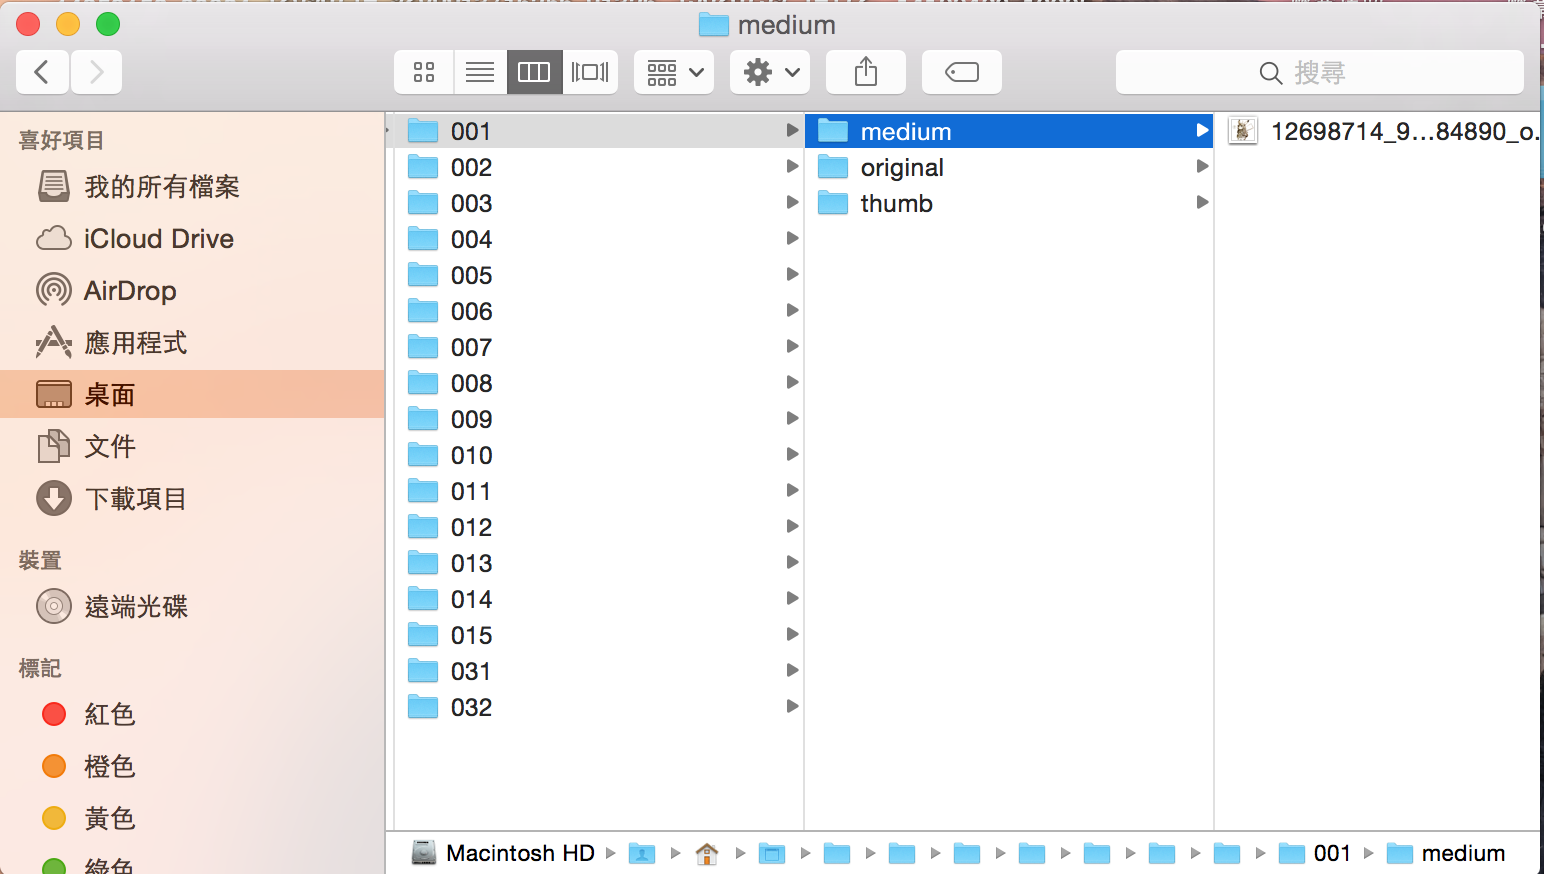 medium
搜尋
喜好項目
我的所有檔案
iCloud Drive
AirDrop
應用程式
桌面
文件
下載項目
裝置
遠端光碟
標記
紅色
橙色
黃色
綠色
001
002
003
004
005
006
007
008
009
010
011
012
013
014
015
031
032
medium
original
thumb
12698714_9...84890_o.
Macintosh HD
001
medium